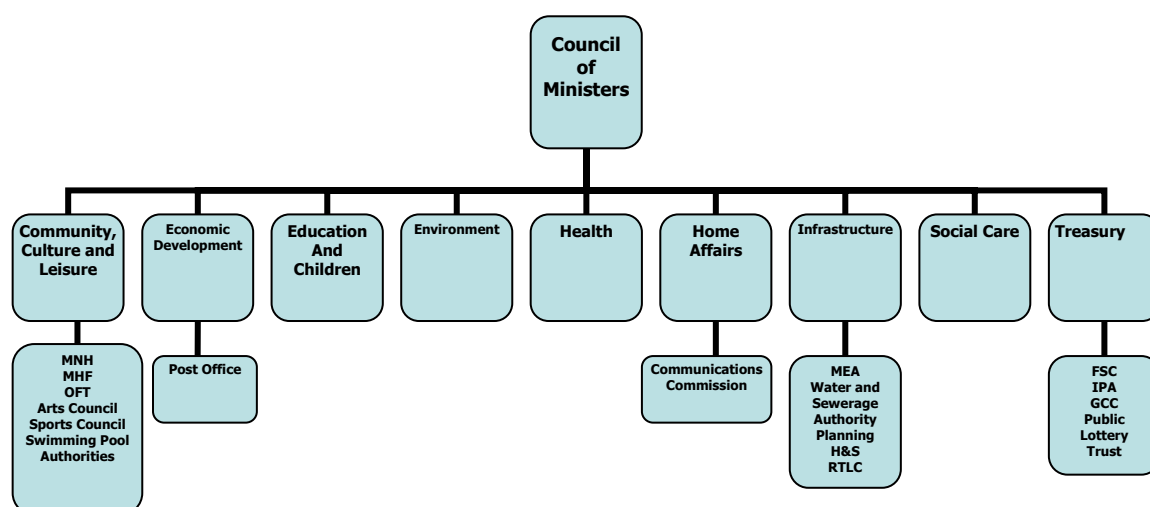 Council
of
Ministers
Community,
Culture and
Leisure
Economic
Development
Education
And
Children
Environment
Health
Home
Affairs
Infrastructure
Social Care
Treasury
MNH
MHF
OFT
Arts Council
Sports Council
Swimming Pool
Authorities
Post Office
Communications
Commission
MEA
Water and
Sewerage
Authority
Planning
H&S
RTLC
FSC
IPA
GCC
Public
Lottery
Trust